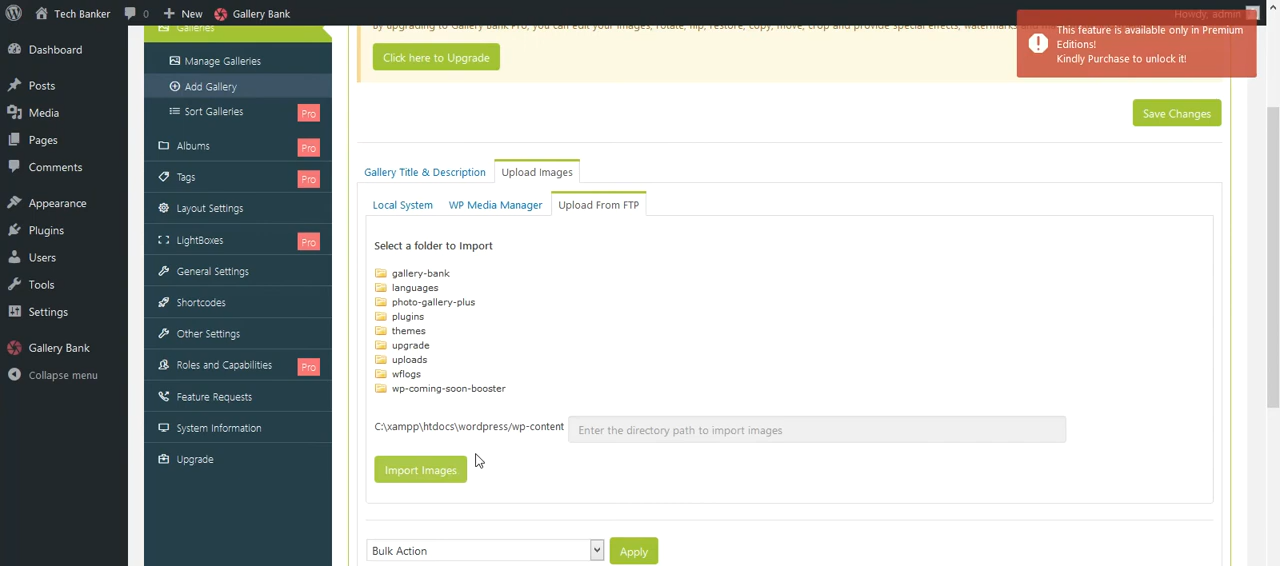 Tech Banker 0 New Gallery Bank Howdy, admin
Dashboard
Posts
Media
Pages
Comments
Appearance
Plugins
Users
Tools
Settings
Gallery Bank
Collapse menu
Galleries
Manage Galleries
Add Gallery
Sort Galleries Pro
Albums Pro
Tags Pro
Layout Settings
LightBoxes Pro
General Settings
Shortcodes
Other Settings
Roles and Capabilities Pro
Feature Requests
System Information
Upgrade
By upgrading to Gallery Bank Pro, you can edit your images, rotate, flip, restore, copy, move, crop and provide special effects,
Click here to Upgrade
This feature is available only in Premium
Editions!
Kindly Purchase to unlock it!
Save Changes
Gallery Title & Description Upload Images
Local System WP Media Manager Upload From FTP
Select a folder to Import
gallery-bank
languages
photo-gallery-plus
plugins
themes
upgrade
uploads
wflogs
wp-coming-soon-booster
C:\xampp\htdocs\wordpress/wp-content Enter the directory path to import images
Import Images
Bulk Action Apply